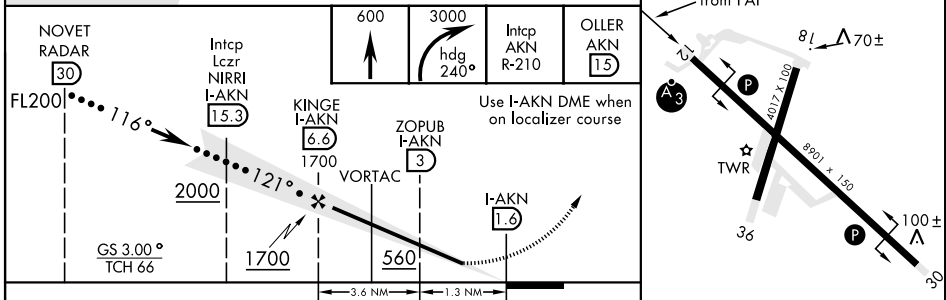 NOVET
RADAR
30
FL200
116°
Intcp
Lczr
NIRRI
I-AKN
15.3
2000
121°
KINGE
I-AKN
6.6
1700
VORTAC
ZOPUB
I-AKN
3
I-AKN
1.6
GS 3.00°
TCH 66
1700
560
3.6 NM
1.3 NM
600
3000
hdg
240°
Intcp
AKN
R-210
OLLER
AKN
15
Use I-AKN DME when
on localizer course
from FAF
12
18
70±
A3
P
4017 X 100
TWR
8901 x 150
P
100±
36
30